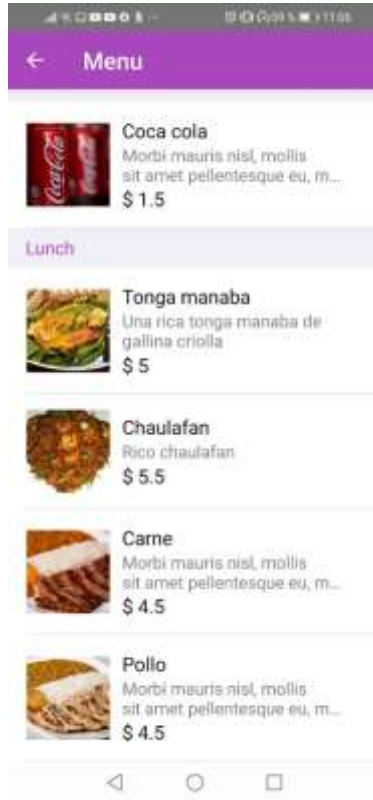 11:05
Menu
Coca cola
Morbi mauris nisl, mollis
sit amet pellentesque eu, m...
$ 1.5
Lunch
Tonga manaba
Una rica tonga manaba de
gallina criolla
$ 5
Chaulafan
Rico chaulafan
$ 5.5
Carne
Morbi mauris nisl, mollis
sit amet pellentesque eu, m...
$ 4.5
Pollo
Morbi mauris nisl, mollis
sit amet pellentesque eu, m...
$ 4.5